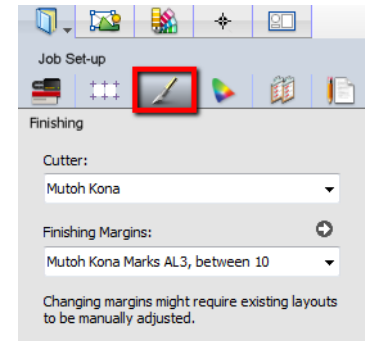 Job Set-up
Finishing
Cutter:
Mutoh Kona
Finishing Margins:
Mutoh Kona Marks AL3, between 10
Changing margins might require existing layouts
to be manually adjusted.